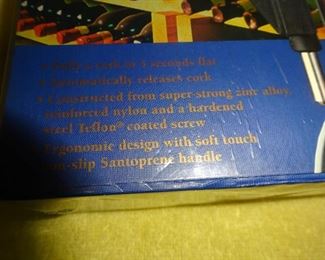 • Pulls a cork in 3 seconds flat
• Automatically releases cork
• Constructed from super strong zinc alloy,
reinforced nylon and a hardened
steel Teflon® coated screw
Ergonomic design with soft touch
non-slip Santoprene handle